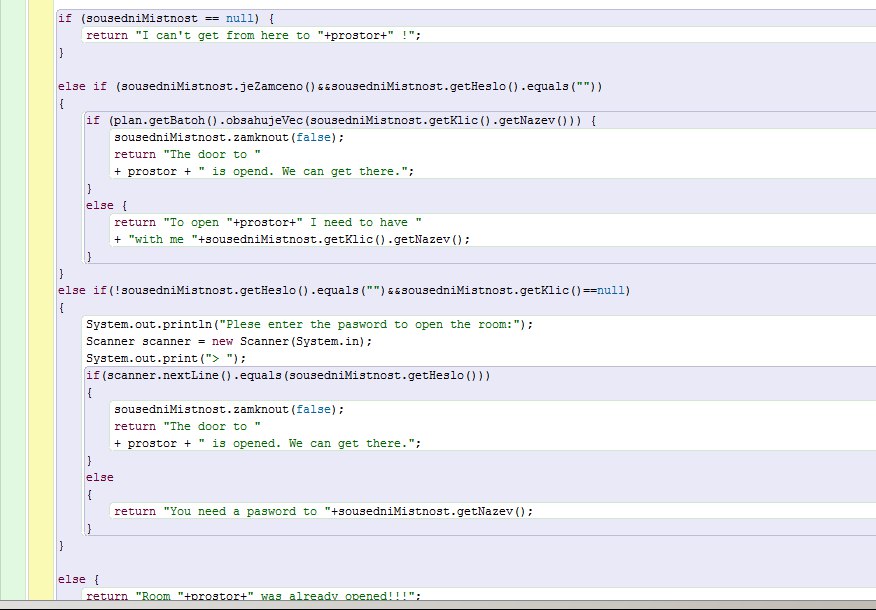 if (sousedniMistnost == null) {
return "I can't get from here to "+prostor+" !";
}
else if (sousedniMistnost.jeZamceno()&&sousedniMistnost.getHeslo().equals(""))
{
if (plan.getBatoh().obsahujeVec(sousedniMistnost.getKlic().getNazev())) {
sousedniMistnost.zamknout(false);
return "The door to "
+ prostor + " is opend. We can get there.";
}
else {
return "To open "+prostor+" I need to have "
+ "with me "+sousedniMistnost.getKlic().getNazev();
}
}
else if(!sousedniMistnost.getHeslo().equals("")&&sousedniMistnost.getKlic()==null)
{
System.out.println("Plese enter the pasword to open the room:");
Scanner scanner = new Scanner(System.in);
System.out.print("> ");
if(scanner.nextLine().equals(sousedniMistnost.getHeslo()))
{
sousedniMistnost.zamknout(false);
return "The door to "
+ prostor + " is opened. We can get there.";
}
else
{
return "You need a pasword to "+sousedniMistnost.getNazev();
}
}
else {
return "Room "+prostor+" was already opened!!!";